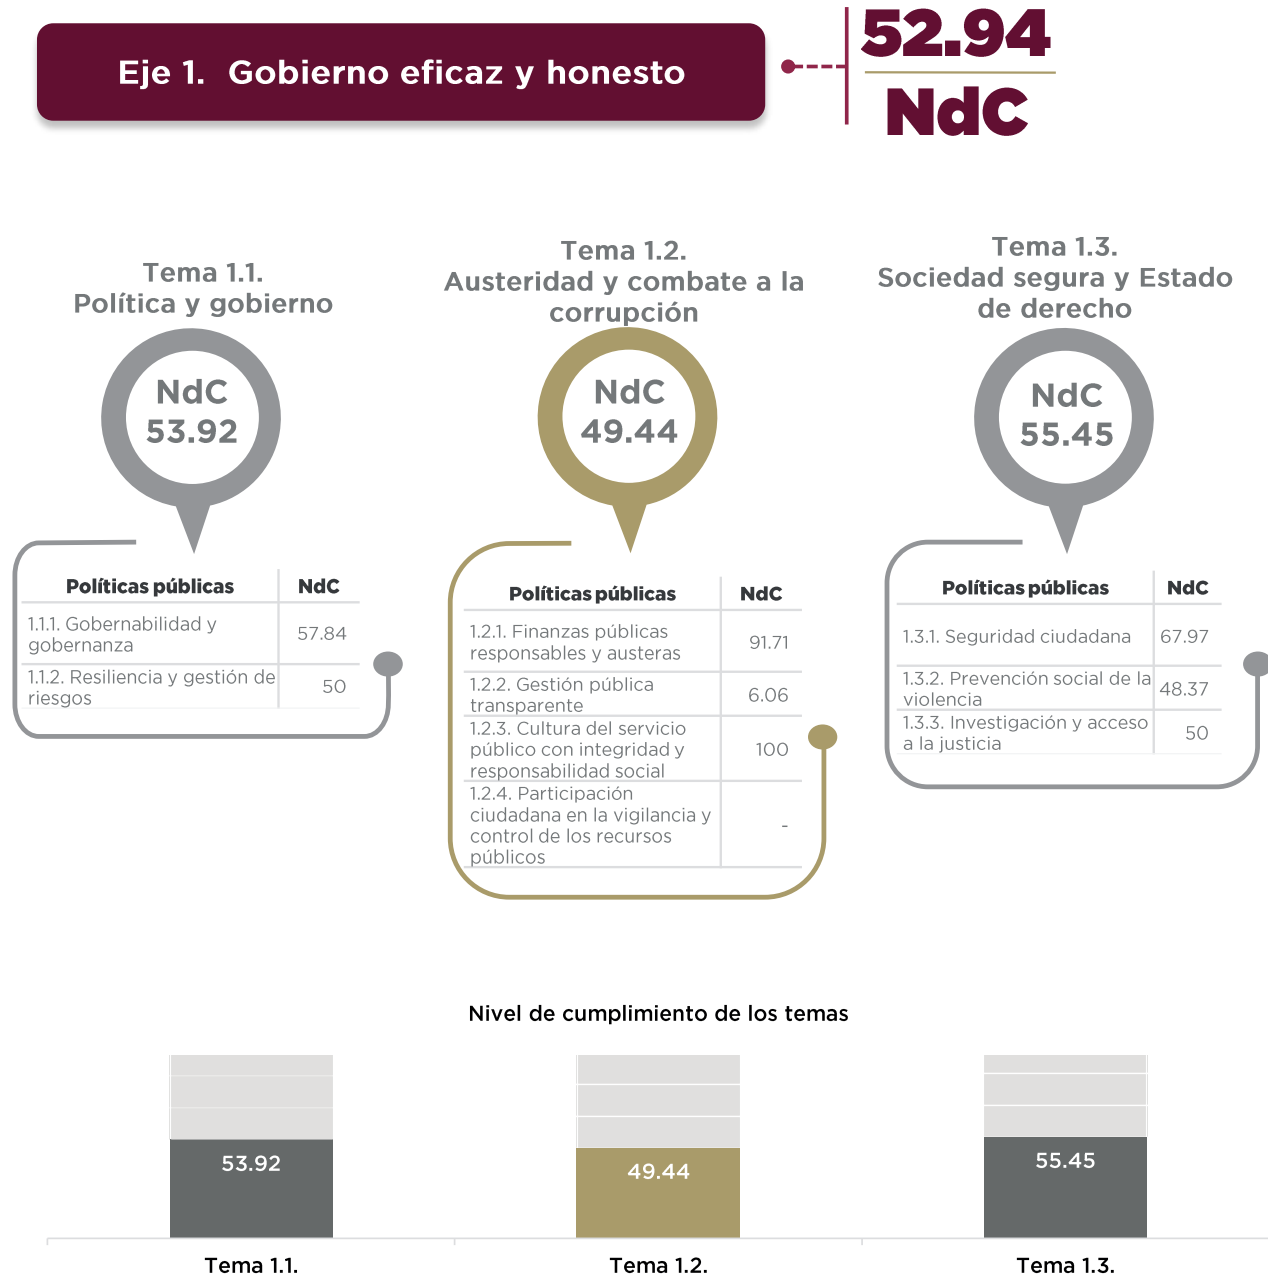 Eje 1. Gobierno eficaz y honesto
52.94
NdC
Tema 1.1.
Política y gobierno
NdC
53.92
Políticas públicas NdC
1.1.1. Gobernabilidad y
gobernanza
57.84
1.1.2. Resiliencia y gestión de
riesgos
50
Tema 1.2.
Austeridad y combate a la
corrupción
NdC
49.44
Políticas públicas NdC
1.2.1. Finanzas públicas
responsables y austeras
91.71
1.2.2. Gestión pública
transparente
6.06
1.2.3. Cultura del servicio
público con integridad y
responsabilidad social
100
1.2.4. Participación
ciudadana en la vigilancia y
control de los recursos
públicos
-
Tema 1.3.
Sociedad segura y Estado
de derecho
NdC
55.45
Políticas públicas NdC
1.3.1. Seguridad ciudadana 67.97
1.3.2. Prevención social de la
violencia
48.37
1.3.3. Investigación y acceso
a la justicia
50
Nivel de cumplimiento de los temas
53.92
49.44
55.45
Tema 1.1.
Tema 1.2.
Tema 1.3.